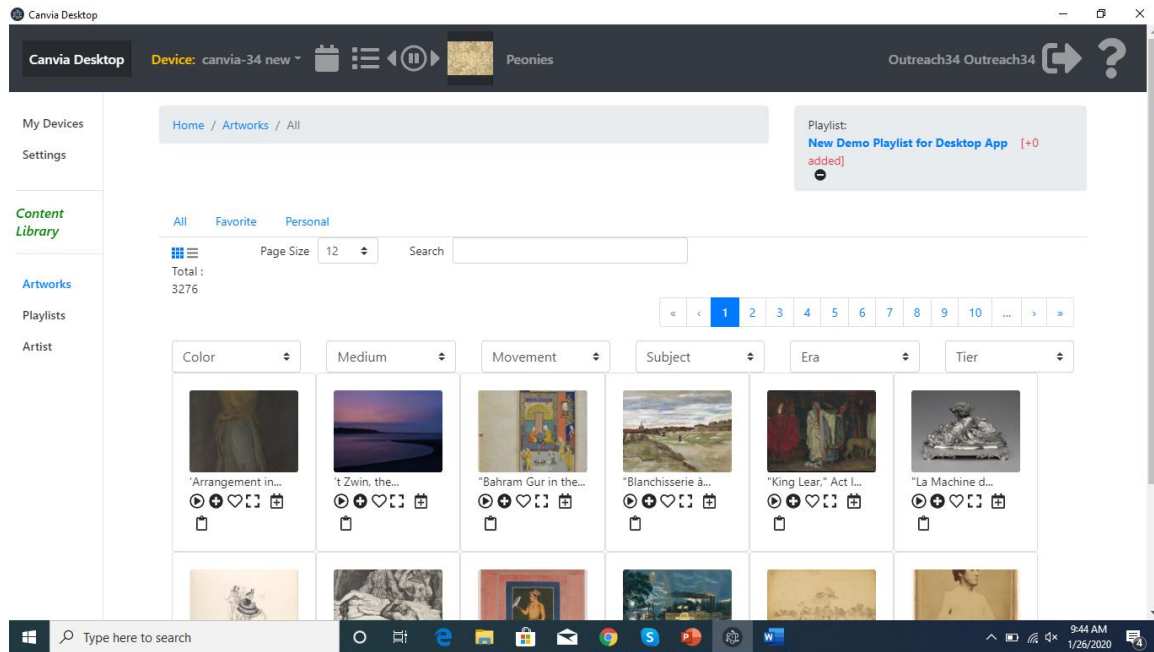 Canvia Desktop
Canvia Desktop
Device: canvia-34 new
Peonies
Outreach34 Outreach34
?
My Devices
Settings
Content
Library
Artworks
Playlists
Artist
Home / Artworks / All
Playlist:
New Demo Playlist for Desktop App [+0
added]
All Favorite Personal
Page Size 12 Search
Total :
3276
« ‹ 1 2 3 4 5 6 7 8 9 10 ... › »
Color Medium Movement Subject Era Tier
'Arrangement in... 't Zwin, the... "Bahram Gur in the... "Blanchisserie à... "King Lear," Act I... "La Machine d...
Type here to search
9:44 AM
1/26/2020
4